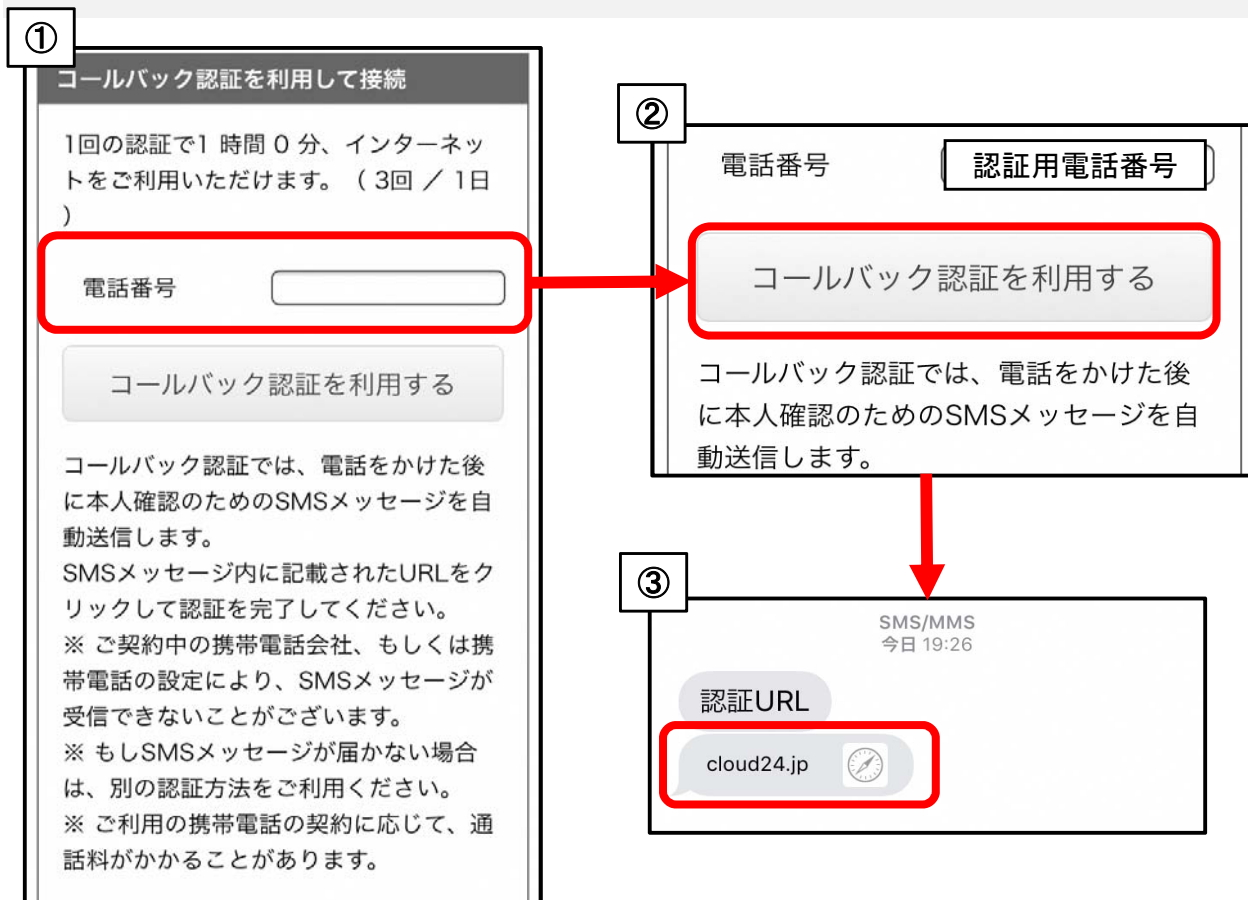 ①
コールバック認証を利用して接続
1回の認証で1 時間 0 分、インターネッ
トをご利用いただけます。（ 3回 ／ 1日
）
電話番号
コールバック認証を利用する
コールバック認証では、電話をかけた後
に本人確認のためのSMSメッセージを自
動送信します。
SMSメッセージ内に記載されたURLをク
リックして認証を完了してください。
※ ご契約中の携帯電話会社、もしくは携
帯電話の設定により、SMSメッセージが
受信できないことがございます。
※ もしSMSメッセージが届かない場合
は、別の認証方法をご利用ください。
※ ご利用の携帯電話の契約に応じて、通
話料がかかることがあります。
②
電話番号 認証用電話番号
コールバック認証を利用する
コールバック認証では、電話をかけた後
に本人確認のためのSMSメッセージを自
動送信します。
③
SMS/MMS
今日 19:26
認証URL
cloud24.jp